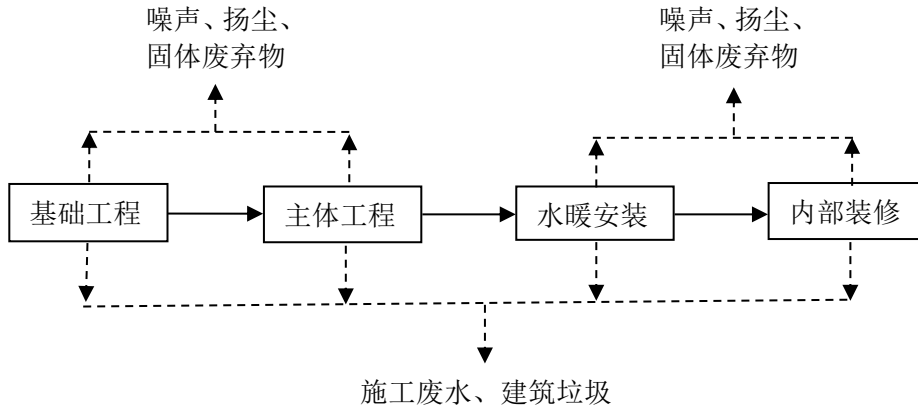 噪声、扬尘、
固体废弃物
噪声、扬尘、
固体废弃物
基础工程
主体工程
水暖安装
内部装修
施工废水、建筑垃圾